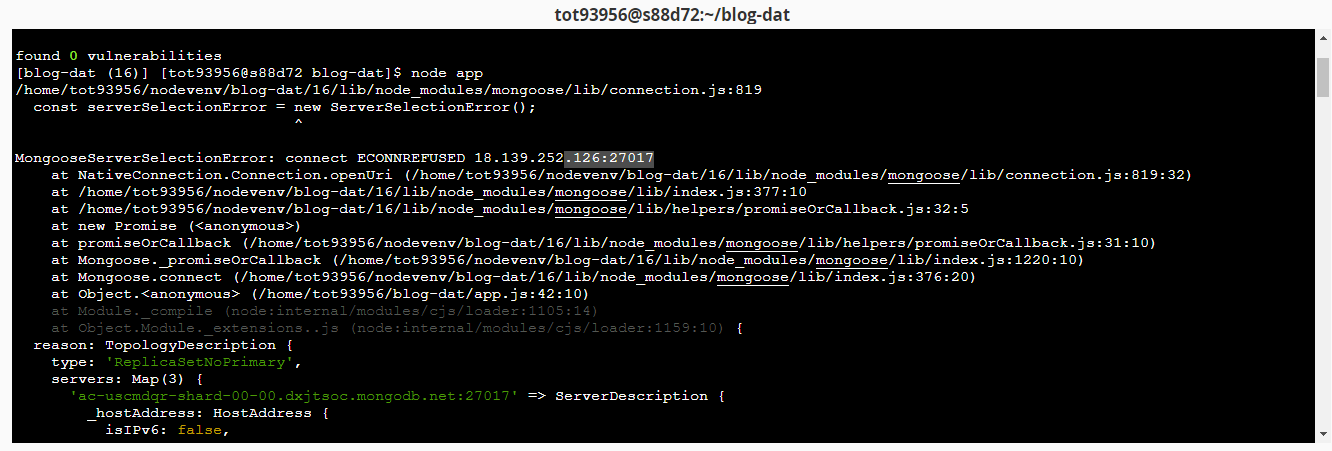 tot93956@s88d72:~/blog-dat
found 0 vulnerabilities
[blog-dat (16)] [tot93956@s88d72 blog-dat]$ node app
/home/tot93956/nodevenv/blog-dat/16/lib/node_modules/mongoose/lib/connection.js:819
  const serverSelectionError = new ServerSelectionError();
                               ^
MongooseServerSelectionError: connect ECONNREFUSED 18.139.252.126:27017
    at NativeConnection.Connection.openUri (/home/tot93956/nodevenv/blog-dat/16/lib/node_modules/mongoose/lib/connection.js:819:32)
    at /home/tot93956/nodevenv/blog-dat/16/lib/node_modules/mongoose/lib/index.js:377:10
    at /home/tot93956/nodevenv/blog-dat/16/lib/node_modules/mongoose/lib/helpers/promiseOrCallback.js:32:5
    at new Promise (<anonymous>)
    at promiseOrCallback (/home/tot93956/nodevenv/blog-dat/16/lib/node_modules/mongoose/lib/helpers/promiseOrCallback.js:31:10)
    at Mongoose._promiseOrCallback (/home/tot93956/nodevenv/blog-dat/16/lib/node_modules/mongoose/lib/index.js:1220:10)
    at Mongoose.connect (/home/tot93956/nodevenv/blog-dat/16/lib/node_modules/mongoose/lib/index.js:376:20)
    at Object.<anonymous> (/home/tot93956/blog-dat/app.js:42:10)
    at Module._compile (node:internal/modules/cjs/loader:1105:14)
    at Object.Module._extensions..js (node:internal/modules/cjs/loader:1159:10) {
  reason: TopologyDescription {
    type: 'ReplicaSetNoPrimary',
    servers: Map(3) {
      'ac-uscmdqr-shard-00-00.dxjtsoc.mongodb.net:27017' => ServerDescription {
        _hostAddress: HostAddress {
          isIPv6: false,